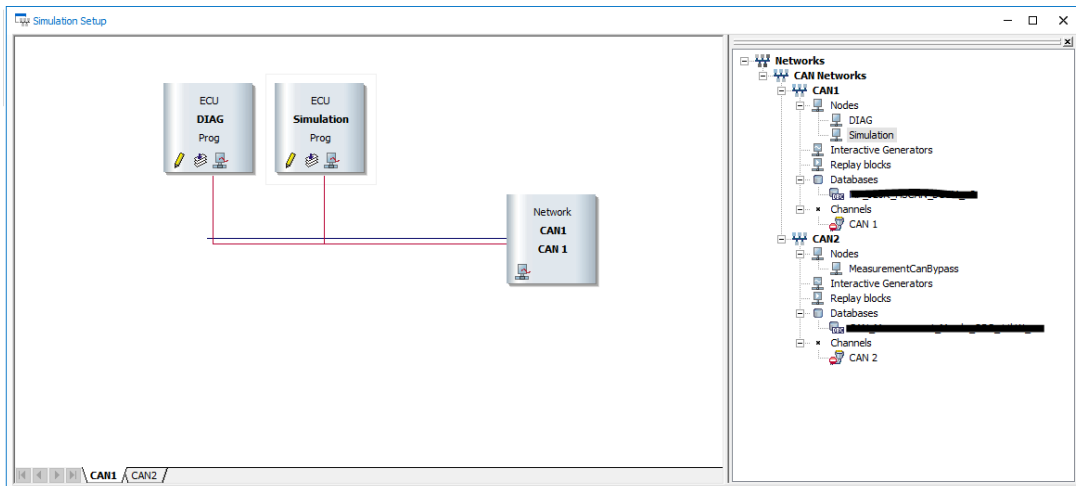 Simulation Setup
ECU
DIAG
Prog
ECU
Simulation
Prog
Network
CAN1
CAN 1
CAN1
CAN2
Networks
CAN Networks
CAN1
Nodes
DIAG
Simulation
Interactive Generators
Replay blocks
Databases
Channels
CAN 1
CAN2
Nodes
MeasurementCanBypass
Interactive Generators
Replay blocks
Databases
Channels
CAN 2